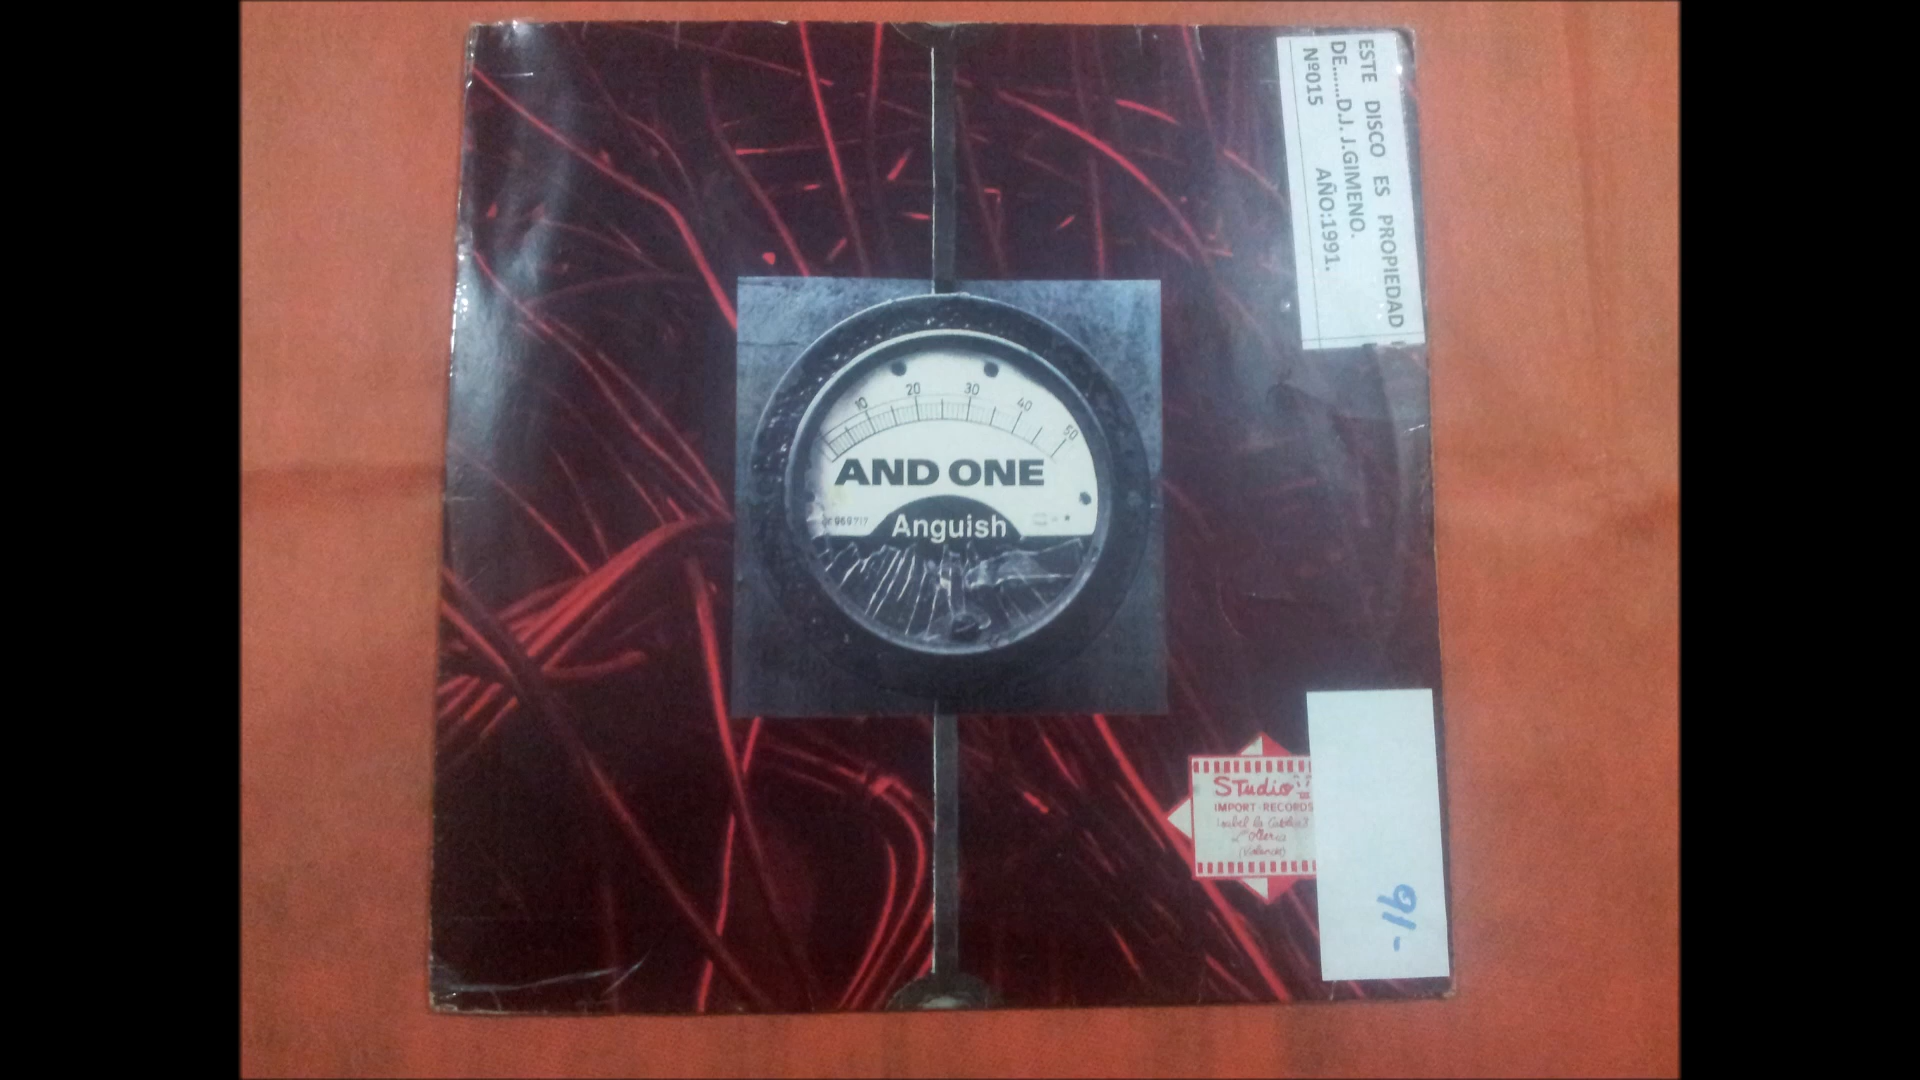 ESTE DISCO ES PROPIEDAD
DE......D.J. J.GIMENO.
Nº015 AÑO:1991.
10 20 30 40 50
AND ONE
Anguish
STudio
IMPORT-RECORDS
91-